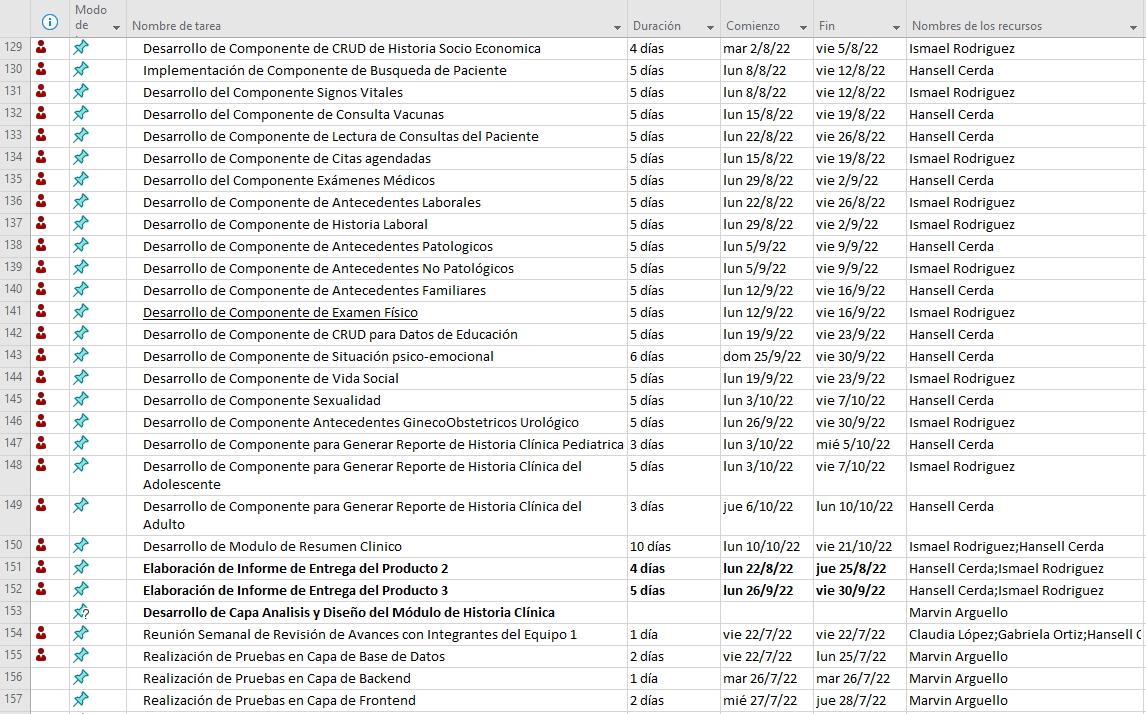 Modo
de
Nombre de tarea Duración Comienzo Fin Nombres de los recursos
129 Desarrollo de Componente de CRUD de Historia Socio Economica 4 días mar 2/8/22 vie 5/8/22 Ismael Rodriguez
130 Implementación de Componente de Busqueda de Paciente 5 días lun 8/8/22 vie 12/8/22 Hansell Cerda
131 Desarrollo del Componente Signos Vitales 5 días lun 8/8/22 vie 12/8/22 Ismael Rodriguez
132 Desarrollo del Componente de Consulta Vacunas 5 días lun 15/8/22 vie 19/8/22 Hansell Cerda
133 Desarrollo de Componente de Lectura de Consultas del Paciente 5 días lun 22/8/22 vie 26/8/22 Hansell Cerda
134 Desarrollo de Componente de Citas agendadas 5 días lun 15/8/22 vie 19/8/22 Ismael Rodriguez
135 Desarrollo del Componente Exámenes Médicos 5 días lun 29/8/22 vie 2/9/22 Hansell Cerda
136 Desarrollo de Componente de Antecedentes Laborales 5 días lun 22/8/22 vie 26/8/22 Ismael Rodriguez
137 Desarrollo de Componente de Historia Laboral 5 días lun 29/8/22 vie 2/9/22 Ismael Rodriguez
138 Desarrollo de Componente de Antecedentes Patologicos 5 días lun 5/9/22 vie 9/9/22 Hansell Cerda
139 Desarrollo de Componente de Antecedentes No Patológicos 5 días lun 5/9/22 vie 9/9/22 Ismael Rodriguez
140 Desarrollo de Componente de Antecedentes Familiares 5 días lun 12/9/22 vie 16/9/22 Hansell Cerda
141 Desarrollo de Componente de Examen Físico 5 días lun 12/9/22 vie 16/9/22 Ismael Rodriguez
142 Desarrollo de Componente de CRUD para Datos de Educación 5 días lun 19/9/22 vie 23/9/22 Hansell Cerda
143 Desarrollo de Componente de Situación psico-emocional 6 días dom 25/9/22 vie 30/9/22 Hansell Cerda
144 Desarrollo de Componente de Vida Social 5 días lun 19/9/22 vie 23/9/22 Ismael Rodriguez
145 Desarrollo de Componente Sexualidad 5 días lun 3/10/22 vie 7/10/22 Hansell Cerda
146 Desarrollo de Componente Antecedentes GinecoObstetricos Urológico 5 días lun 26/9/22 vie 30/9/22 Ismael Rodriguez
147 Desarrollo de Componente para Generar Reporte de Historia Clínica Pediatrica 3 días lun 3/10/22 mié 5/10/22 Hansell Cerda
148 Desarrollo de Componente para Generar Reporte de Historia Clínica del 5 días lun 3/10/22 vie 7/10/22 Ismael Rodriguez
Adolescente
149 Desarrollo de Componente para Generar Reporte de Historia Clínica del 3 días jue 6/10/22 lun 10/10/22 Hansell Cerda
Adulto
150 Desarrollo de Modulo de Resumen Clinico 10 días lun 10/10/22 vie 21/10/22 Ismael Rodriguez;Hansell Cerda
151 Elaboración de Informe de Entrega del Producto 2 4 días lun 22/8/22 jue 25/8/22 Hansell Cerda;Ismael Rodriguez
152 Elaboración de Informe de Entrega del Producto 3 5 días lun 26/9/22 vie 30/9/22 Hansell Cerda;Ismael Rodriguez
153 Desarrollo de Capa Analisis y Diseño del Módulo de Historia Clínica Marvin Arguello
154 Reunión Semanal de Revisión de Avances con Integrantes del Equipo 1 1 día vie 22/7/22 vie 22/7/22 Claudia López;Gabriela Ortiz;Hansell
155 Realización de Pruebas en Capa de Base de Datos 2 días vie 22/7/22 lun 25/7/22 Marvin Arguello
156 Realización de Pruebas en Capa de Backend 1 día mar 26/7/22 mar 26/7/22 Marvin Arguello
157 Realización de Pruebas en Capa de Frontend 2 días mié 27/7/22 jue 28/7/22 Marvin Arguello